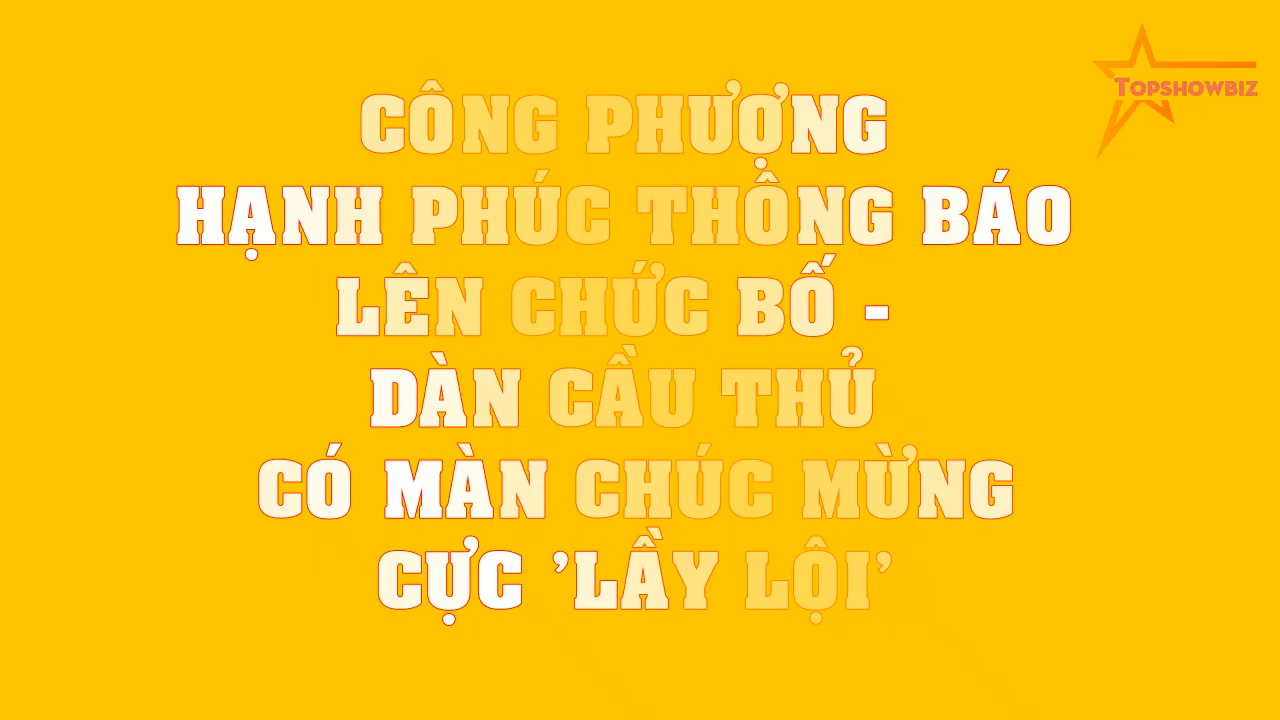 TOPSHOWBIZ
CÔNG PHƯỢNG
HẠNH PHÚC THÔNG BÁO
LÊN CHỨC BỐ -
DÀN CẦU THỦ
CÓ MÀN CHÚC MỪNG
CỰC 'LẦY LỘI'